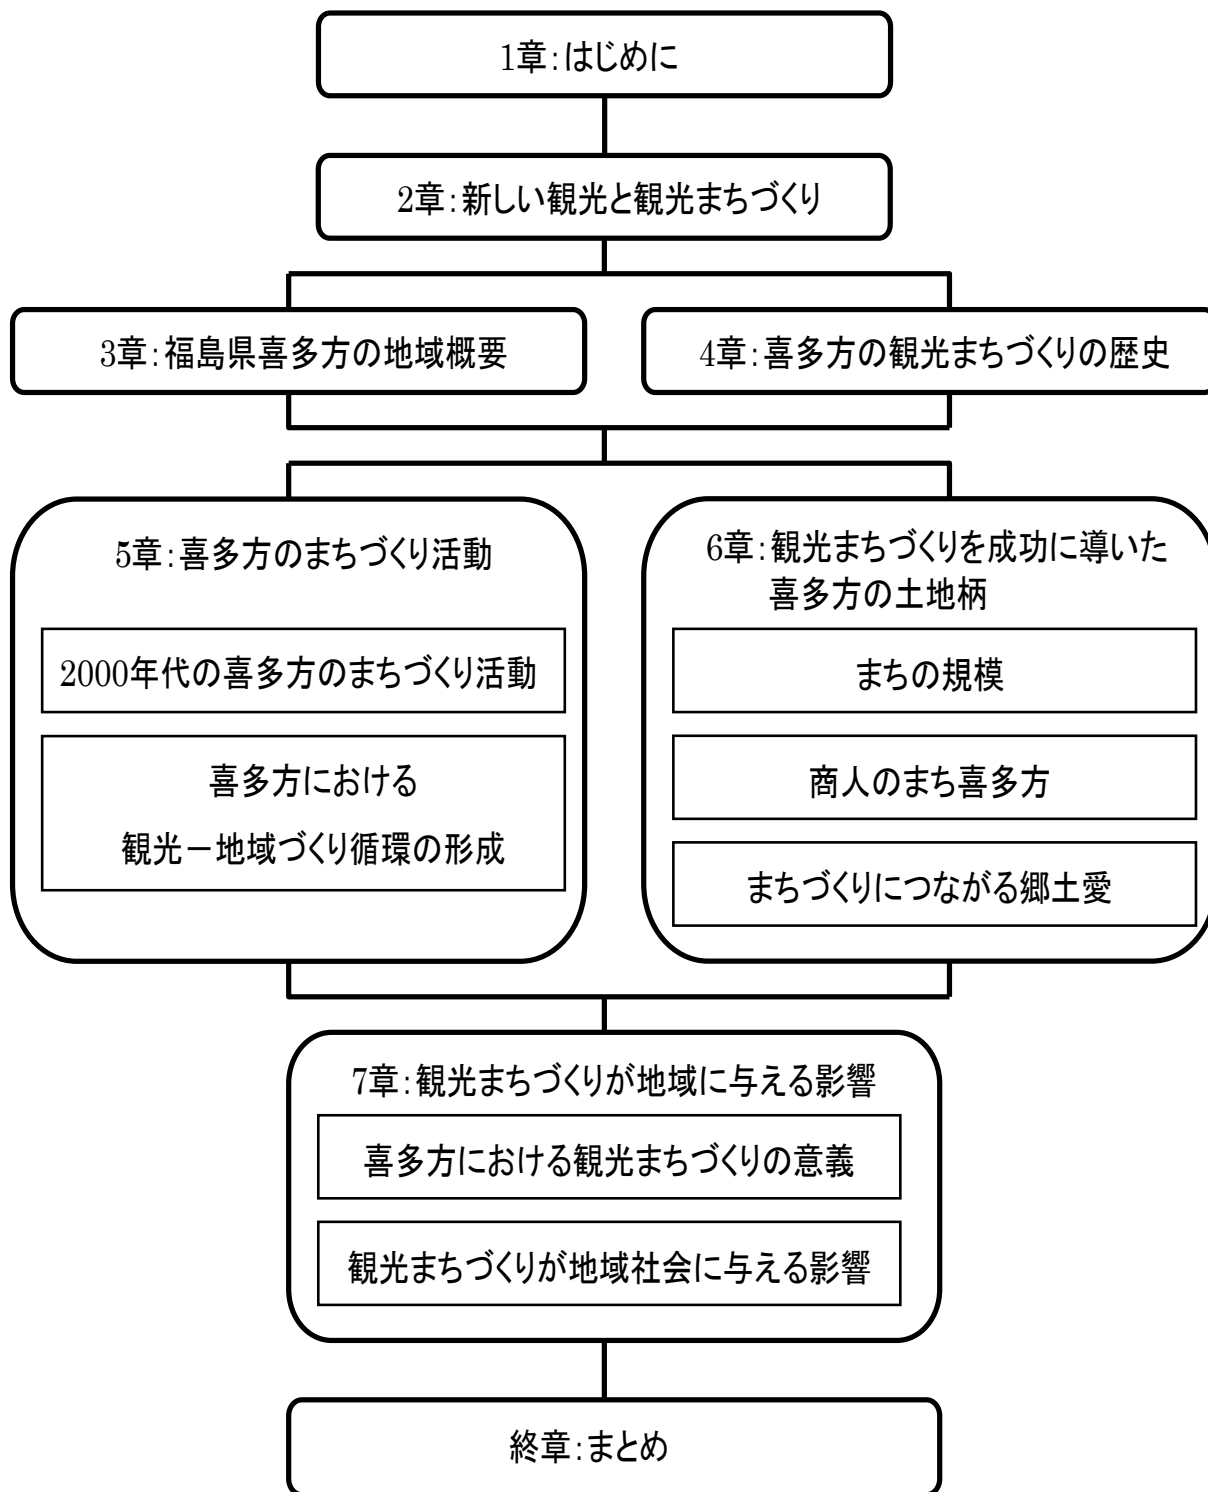 1章：はじめに
2章：新しい観光と観光まちづくり
3章：福島県喜多方の地域概要
4章：喜多方の観光まちづくりの歴史
5章：喜多方のまちづくり活動
2000年代の喜多方のまちづくり活動
喜多方における
観光－地域づくり循環の形成
6章：観光まちづくりを成功に導いた
喜多方の土地柄
まちの規模
商人のまち喜多方
まちづくりにつながる郷土愛
7章：観光まちづくりが地域に与える影響
喜多方における観光まちづくりの意義
観光まちづくりが地域社会に与える影響
終章：まとめ